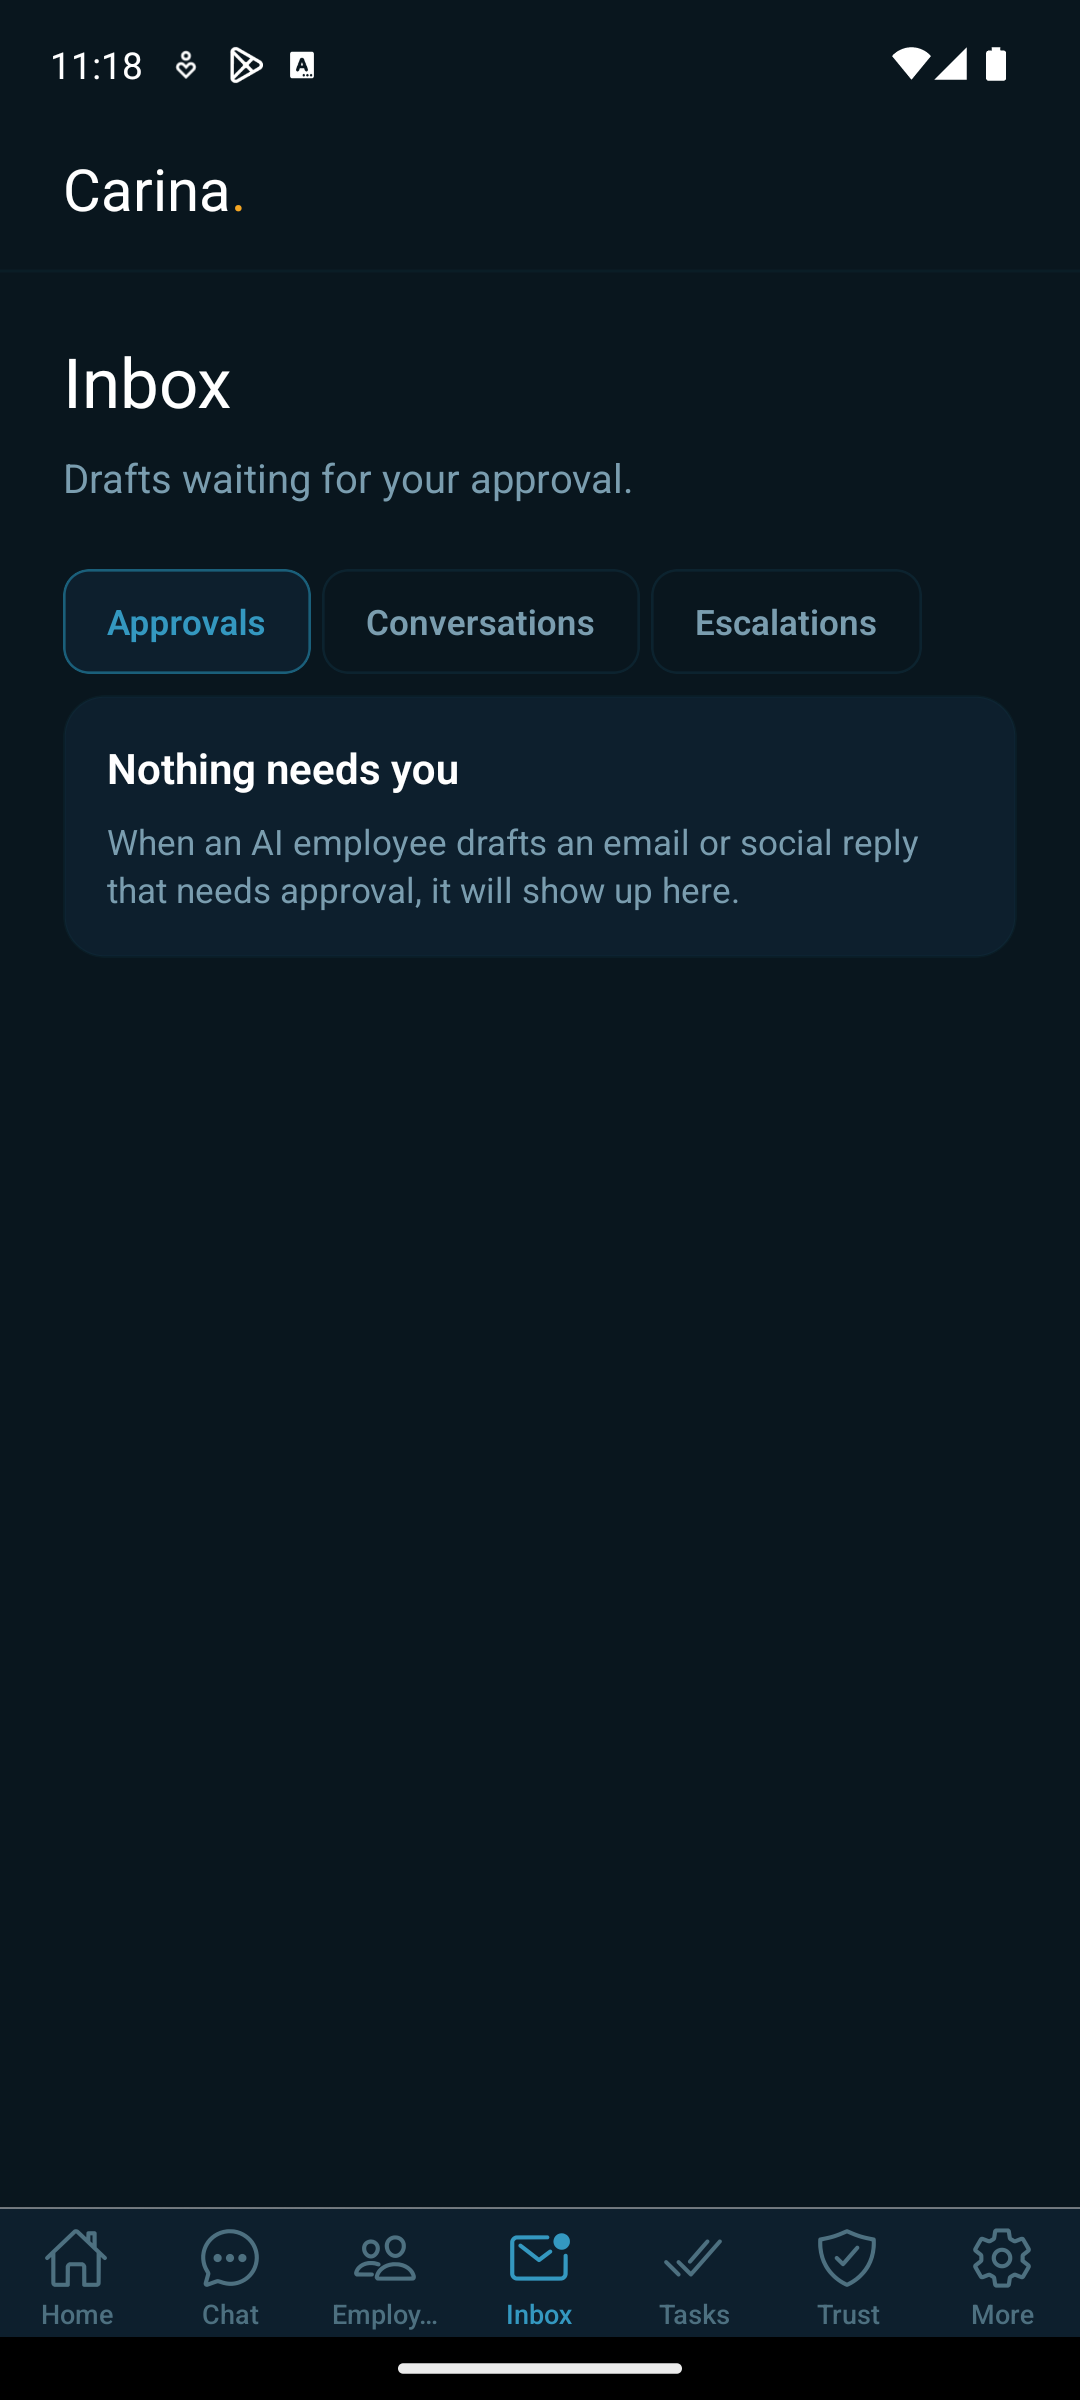 11:18
Carina.
Inbox
Drafts waiting for your approval.
Approvals
Conversations
Escalations
Nothing needs you
When an AI employee drafts an email or social reply
that needs approval, it will show up here.
Home
Chat
Employ...
Inbox
Tasks
Trust
More